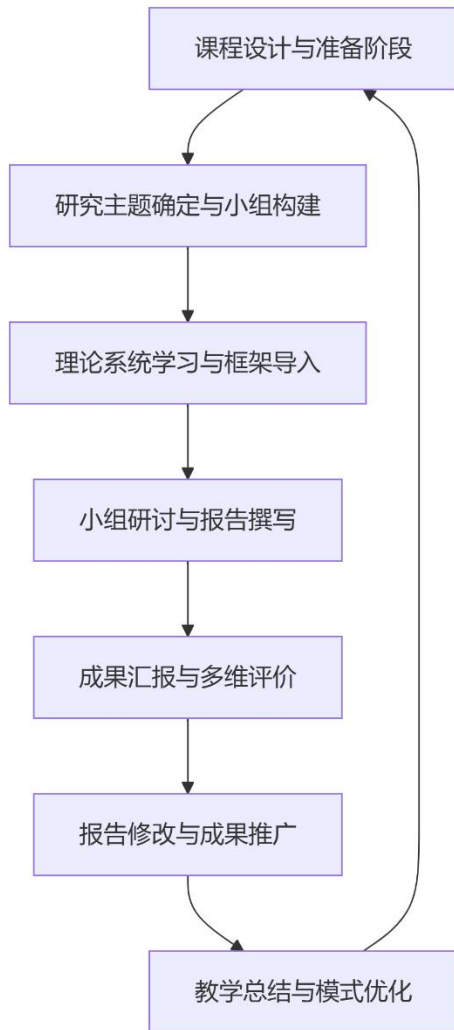 课程设计与准备阶段
研究主题确定与小组构建
理论系统学习与框架导入
小组研讨与报告撰写
成果汇报与多维评价
报告修改与成果推广
教学总结与模式优化